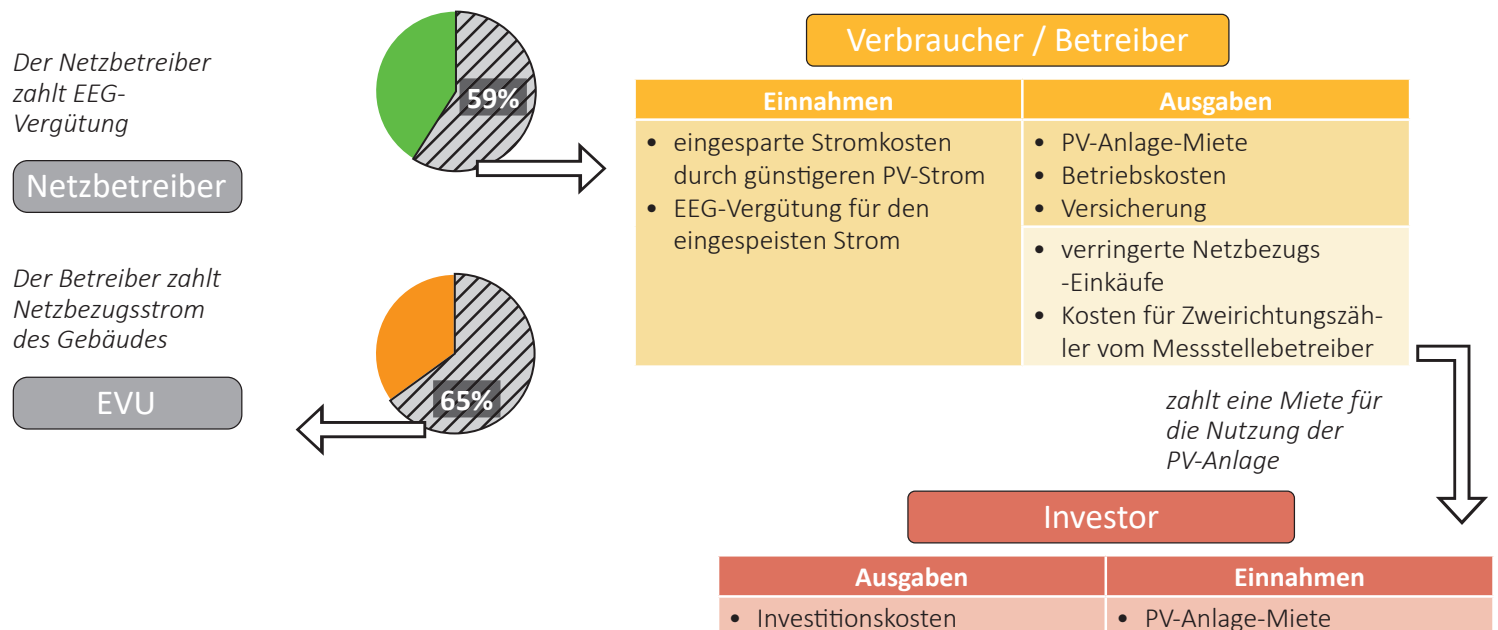 Der Netzbetreiber
zahlt EEG-
Vergütung
Netzbetreiber
59%
Der Betreiber zahlt
Netzbezugsstrom
des Gebäudes
EVU
65%
Verbraucher / Betreiber
Einnahmen
Ausgaben
• eingesparte Stromkosten
durch günstigeren PV-Strom
• EEG-Vergütung für den
eingespeisten Strom
• PV-Anlage-Miete
• Betriebskosten
• Versicherung
• verringerte Netzbezugs
-Einkäufe
• Kosten für Zweirichtungszäh-
ler vom Messstellebetreiber
zahlt eine Miete für
die Nutzung der
PV-Anlage
Investor
Ausgaben
Einnahmen
• Investitionskosten
• PV-Anlage-Miete